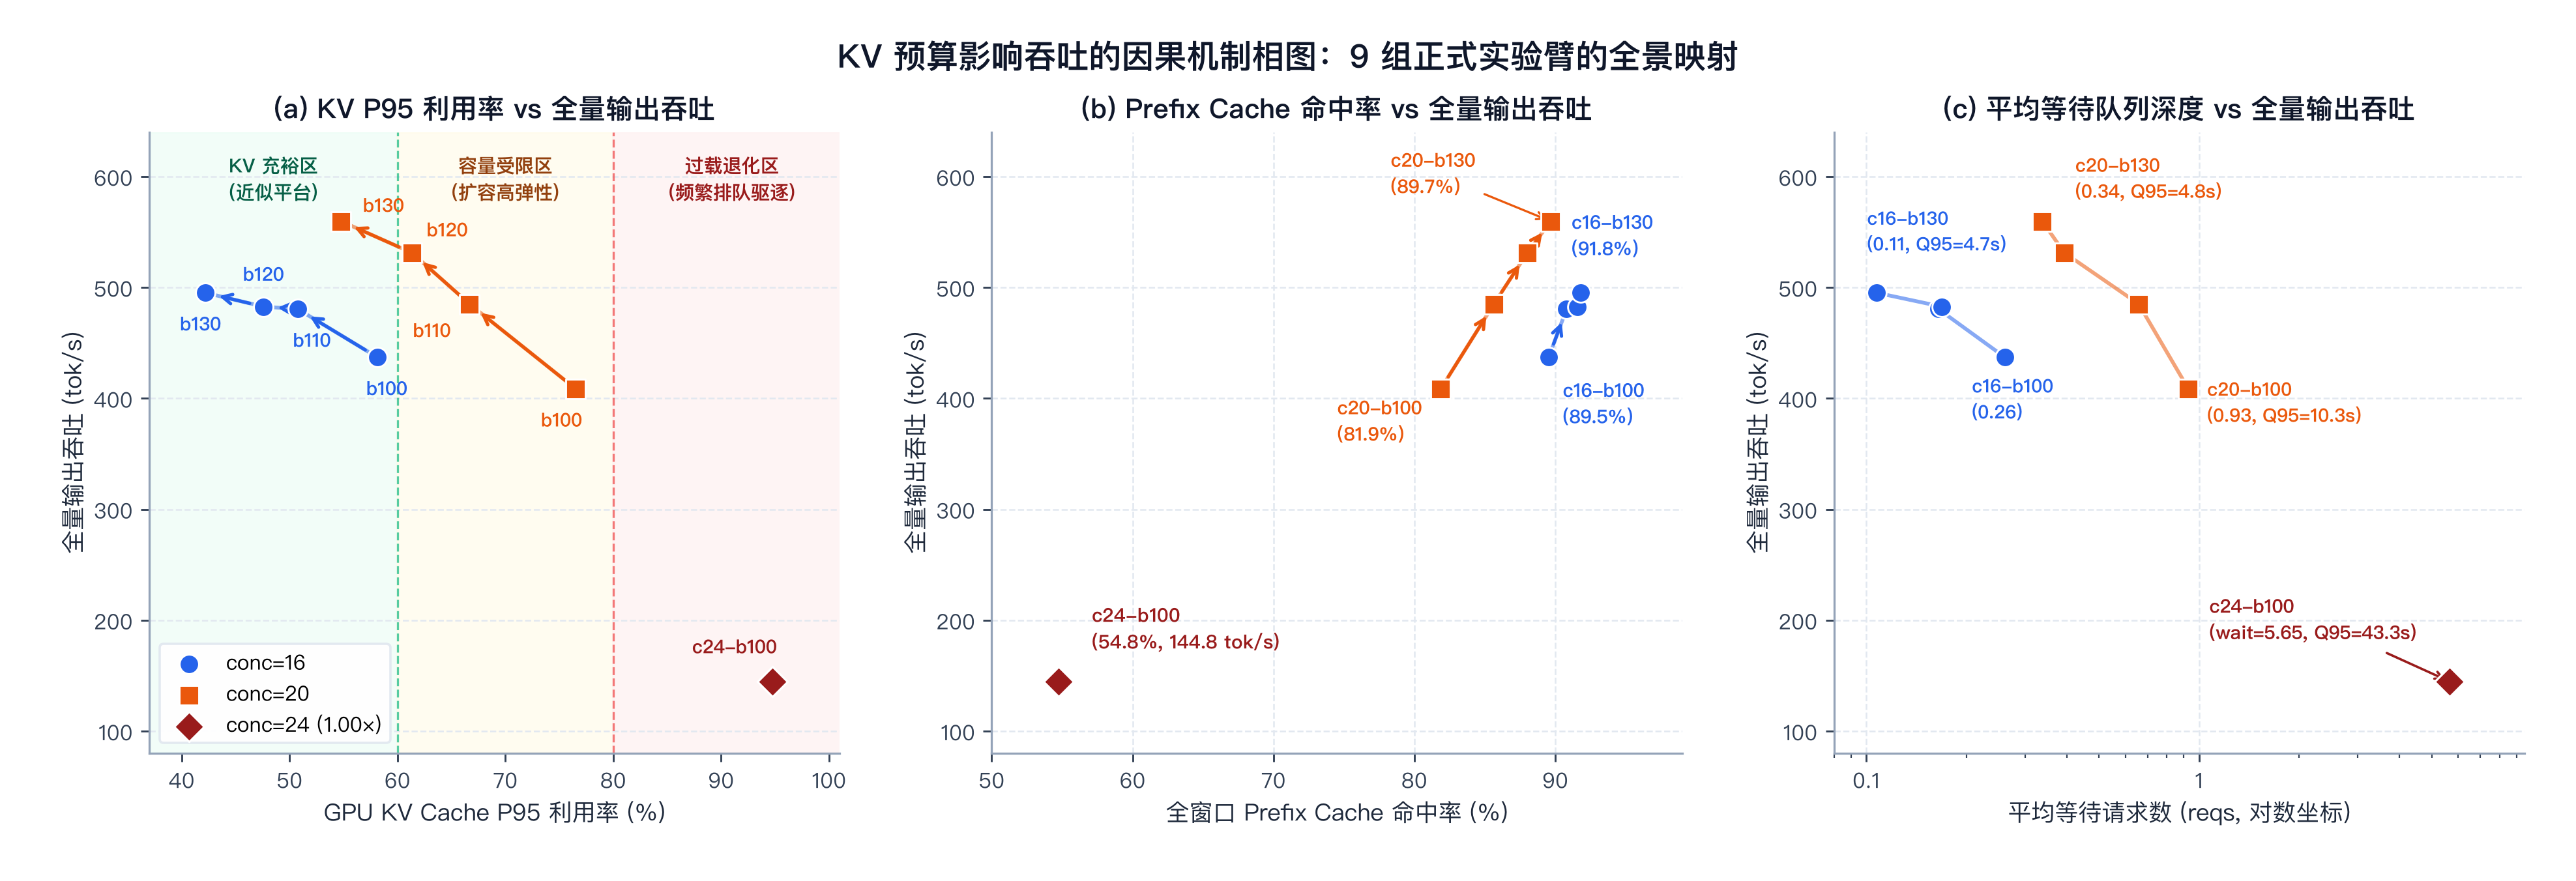 KV 预算影响吞吐的因果机制相图：9 组正式实验臂的全景映射
(a) KV P95 利用率 vs 全量输出吞吐
KV 充裕区
(近似平台)
容量受限区
(扩容高弹性)
过载退化区
(频繁排队驱逐)
b130
b120
b120
b130
b110
b110
b100
b100
c24-b100
conc=16
conc=20
conc=24 (1.00×)
600
500
400
300
200
100
全量输出吞吐 (tok/s)
40
50
60
70
80
90
100
GPU KV Cache P95 利用率 (%)
(b) Prefix Cache 命中率 vs 全量输出吞吐
c20-b130
(89.7%)
c16-b130
(91.8%)
c16-b100
(89.5%)
c20-b100
(81.9%)
c24-b100
(54.8%, 144.8 tok/s)
600
500
400
300
200
100
全量输出吞吐 (tok/s)
50
60
70
80
90
全窗口 Prefix Cache 命中率 (%)
(c) 平均等待队列深度 vs 全量输出吞吐
c20-b130
(0.34, Q95=4.8s)
c16-b130
(0.11, Q95=4.7s)
c16-b100
(0.26)
c20-b100
(0.93, Q95=10.3s)
c24-b100
(wait=5.65, Q95=43.3s)
600
500
400
300
200
100
全量输出吞吐 (tok/s)
0.1
1
平均等待请求数 (reqs, 对数坐标)